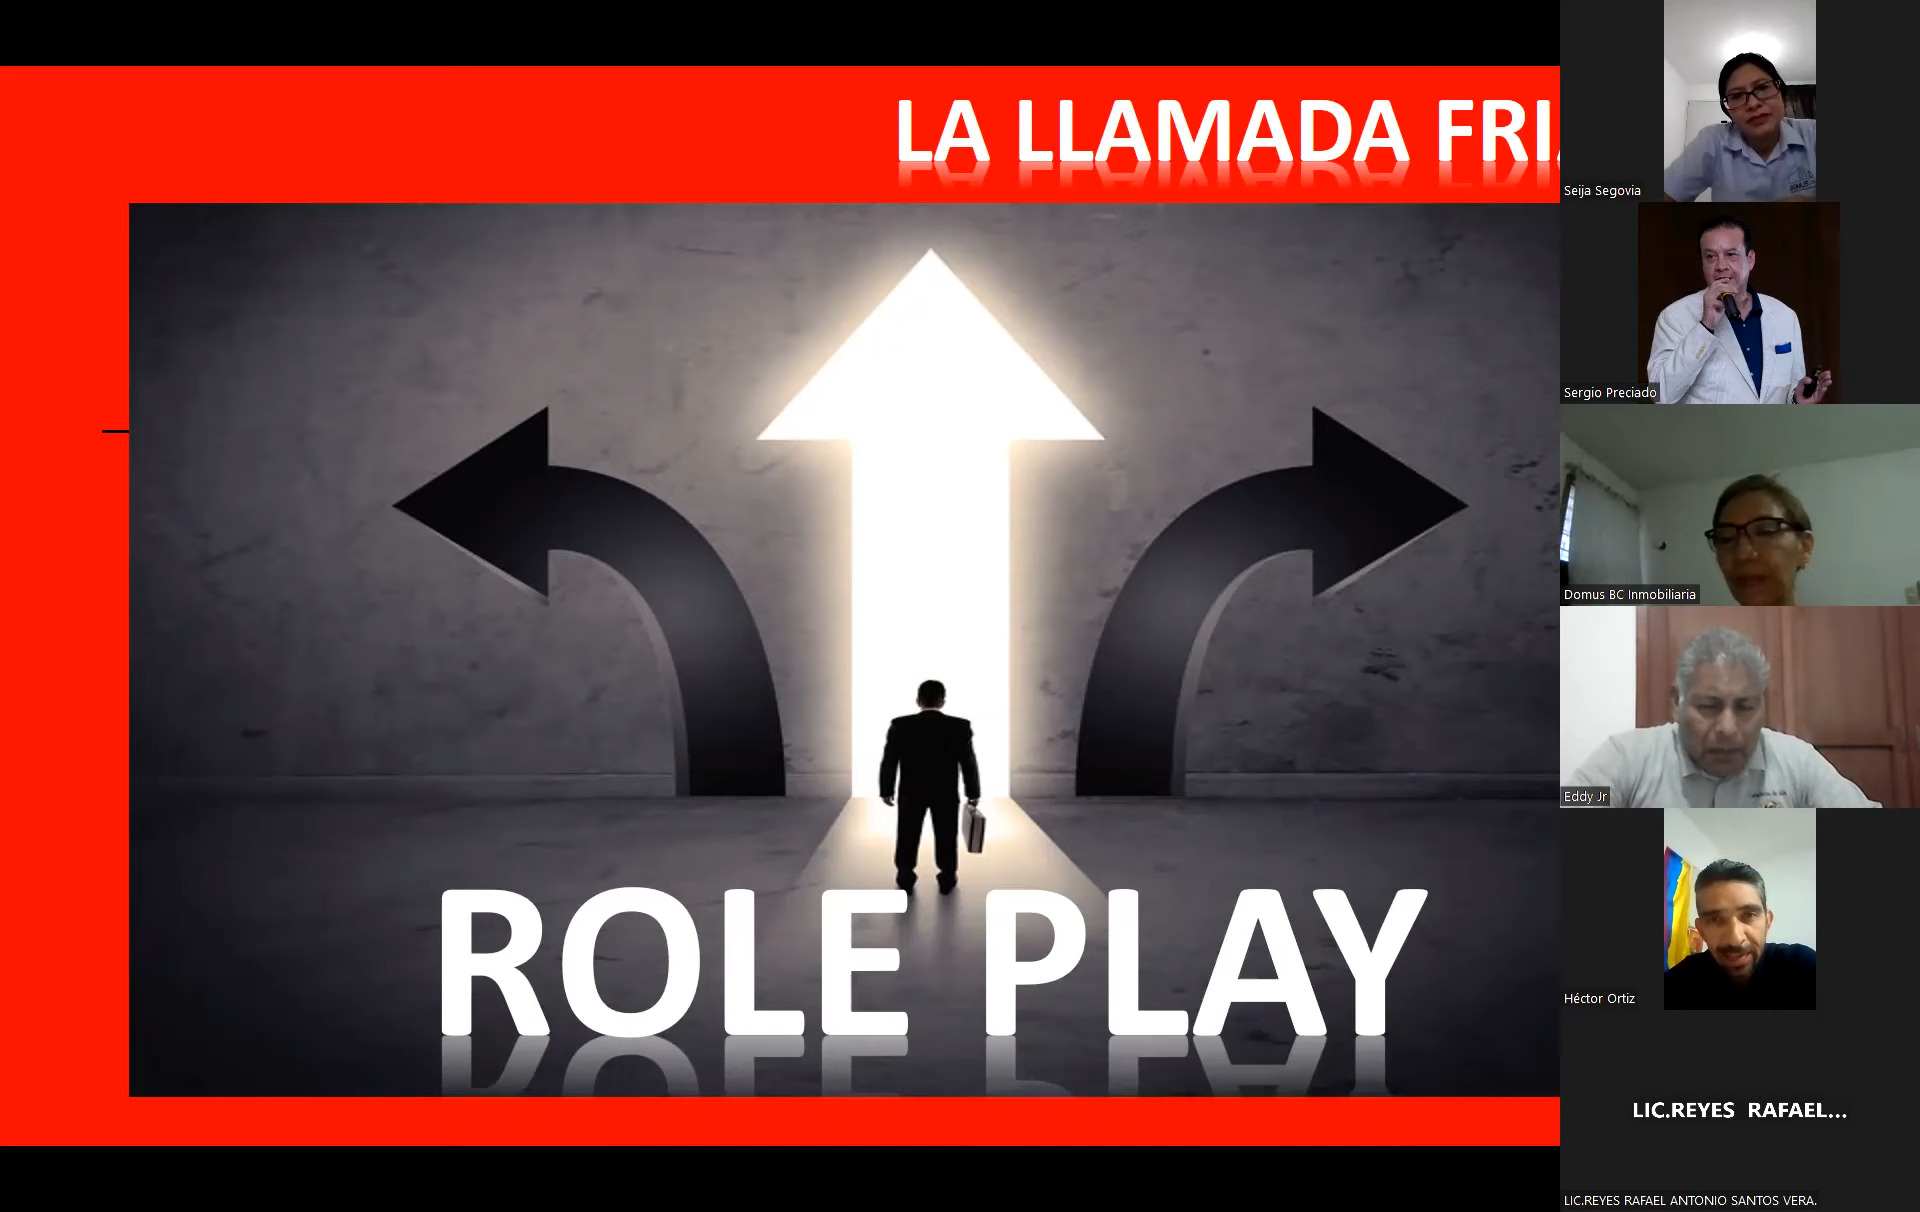 LA LLAMADA FRI
ROLE PLAY
Seija Segovia
Sergio Preciado
Domus BC Inmobiliaria
Eddy Jr
Héctor Ortiz
LIC.REYES RAFAEL...
LIC.REYES RAFAEL ANTONIO SANTOS VERA.